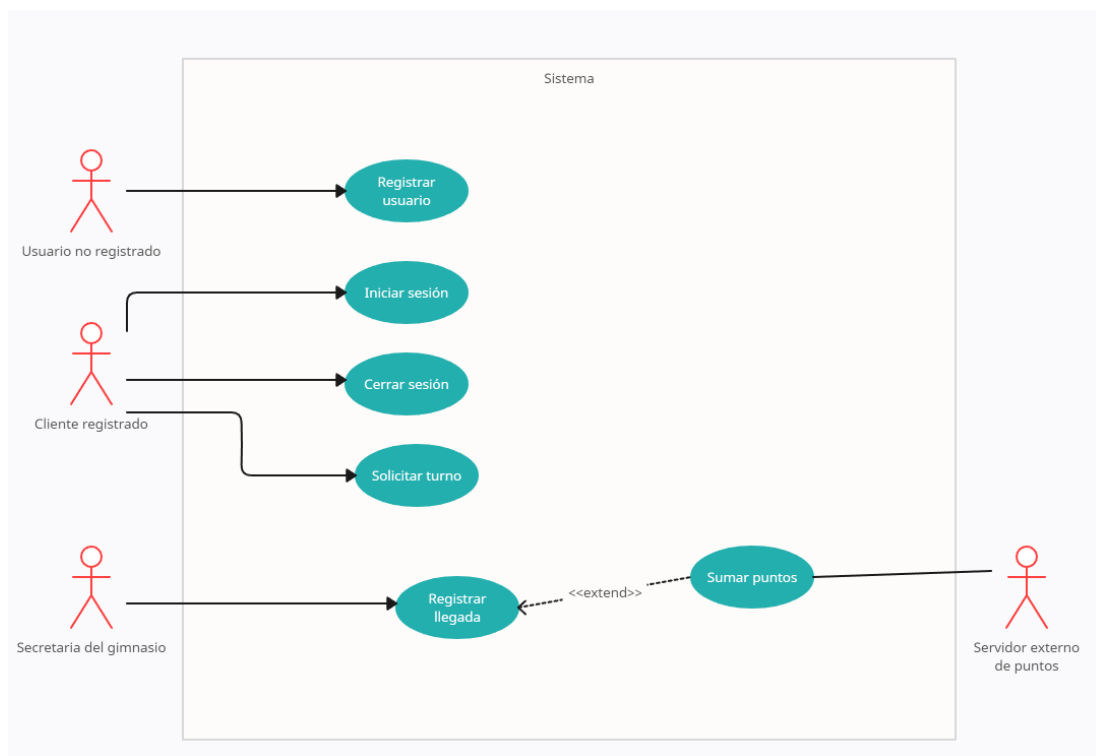 Sistema
Registrar
usuario
Usuario no registrado
Iniciar sesión
Cerrar sesión
Cliente registrado
Solicitar turno
Sumar puntos
<<extend>>
Registrar
llegada
Secretaria del gimnasio
Servidor externo
de puntos